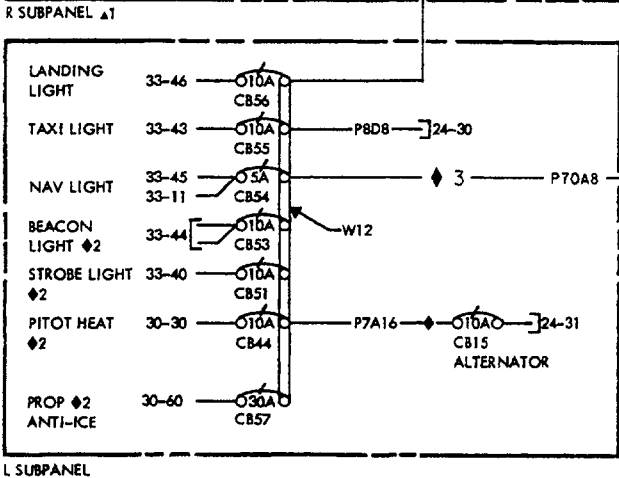 R SUBPANEL ▲1
LANDING LIGHT 33-46 10A CB56
TAXI LIGHT 33-43 10A CB55 P8D8 24-30
NAV LIGHT 33-45 33-11 5A CB54 ♦ 3 P70A8
BEACON LIGHT ♦2 33-44 10A CB53 W12
STROBE LIGHT ♦2 33-40 10A CB51
PITOT HEAT ♦2 30-30 10A CB44 P7A16 ♦ 10A CB15 ALTERNATOR 24-31
PROP ♦2 ANTI-ICE 30-60 30A CB57
L SUBPANEL